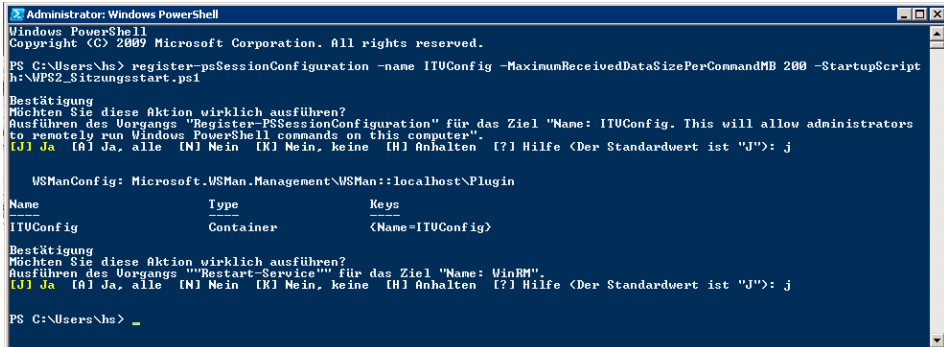 Administrator: Windows PowerShell
Windows PowerShell
Copyright (C) 2009 Microsoft Corporation. All rights reserved.
PS C:\Users\hs> register-psSessionConfiguration -name ITVConfig -MaximumReceivedDataSizePerCommandMB 200 -StartupScript
h:\WPS2_Sitzungsstart.ps1
Bestätigung
Möchten Sie diese Aktion wirklich ausführen?
Ausführen des Vorgangs "Register-PSSessionConfiguration" für das Ziel "Name: ITVConfig. This will allow administrators
to remotely run Windows PowerShell commands on this computer".
[J] Ja  [A] Ja, alle  [N] Nein  [K] Nein, keine  [H] Anhalten  [?] Hilfe (Der Standardwert ist "J"): j
WSManConfig: Microsoft.WSMan.Management\WSMan::localhost\Plugin
Name Type Keys
---- ---- ----
ITVConfig Container {Name=ITVConfig}
Bestätigung
Möchten Sie diese Aktion wirklich ausführen?
Ausführen des Vorgangs ""Restart-Service"" für das Ziel "Name: WinRM".
[J] Ja  [A] Ja, alle  [N] Nein  [K] Nein, keine  [H] Anhalten  [?] Hilfe (Der Standardwert ist "J"): j
PS C:\Users\hs> _